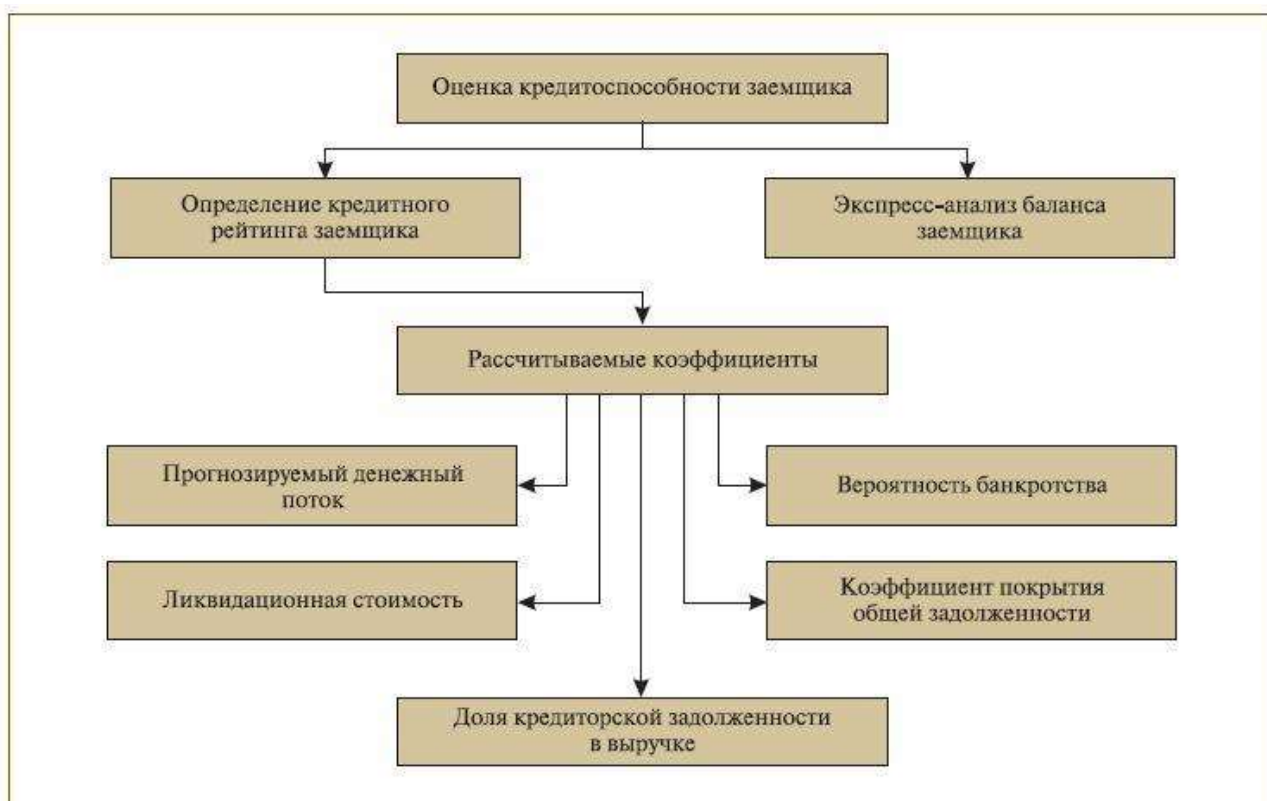 Оценка кредитоспособности заемщика
Определение кредитного
рейтинга заемщика
Экспресс-анализ баланса
заемщика
Рассчитываемые коэффициенты
Прогнозируемый денежный
поток
Вероятность банкротства
Ликвидационная стоимость
Коэффициент покрытия
общей задолженности
Доля кредиторской задолженности
в выручке